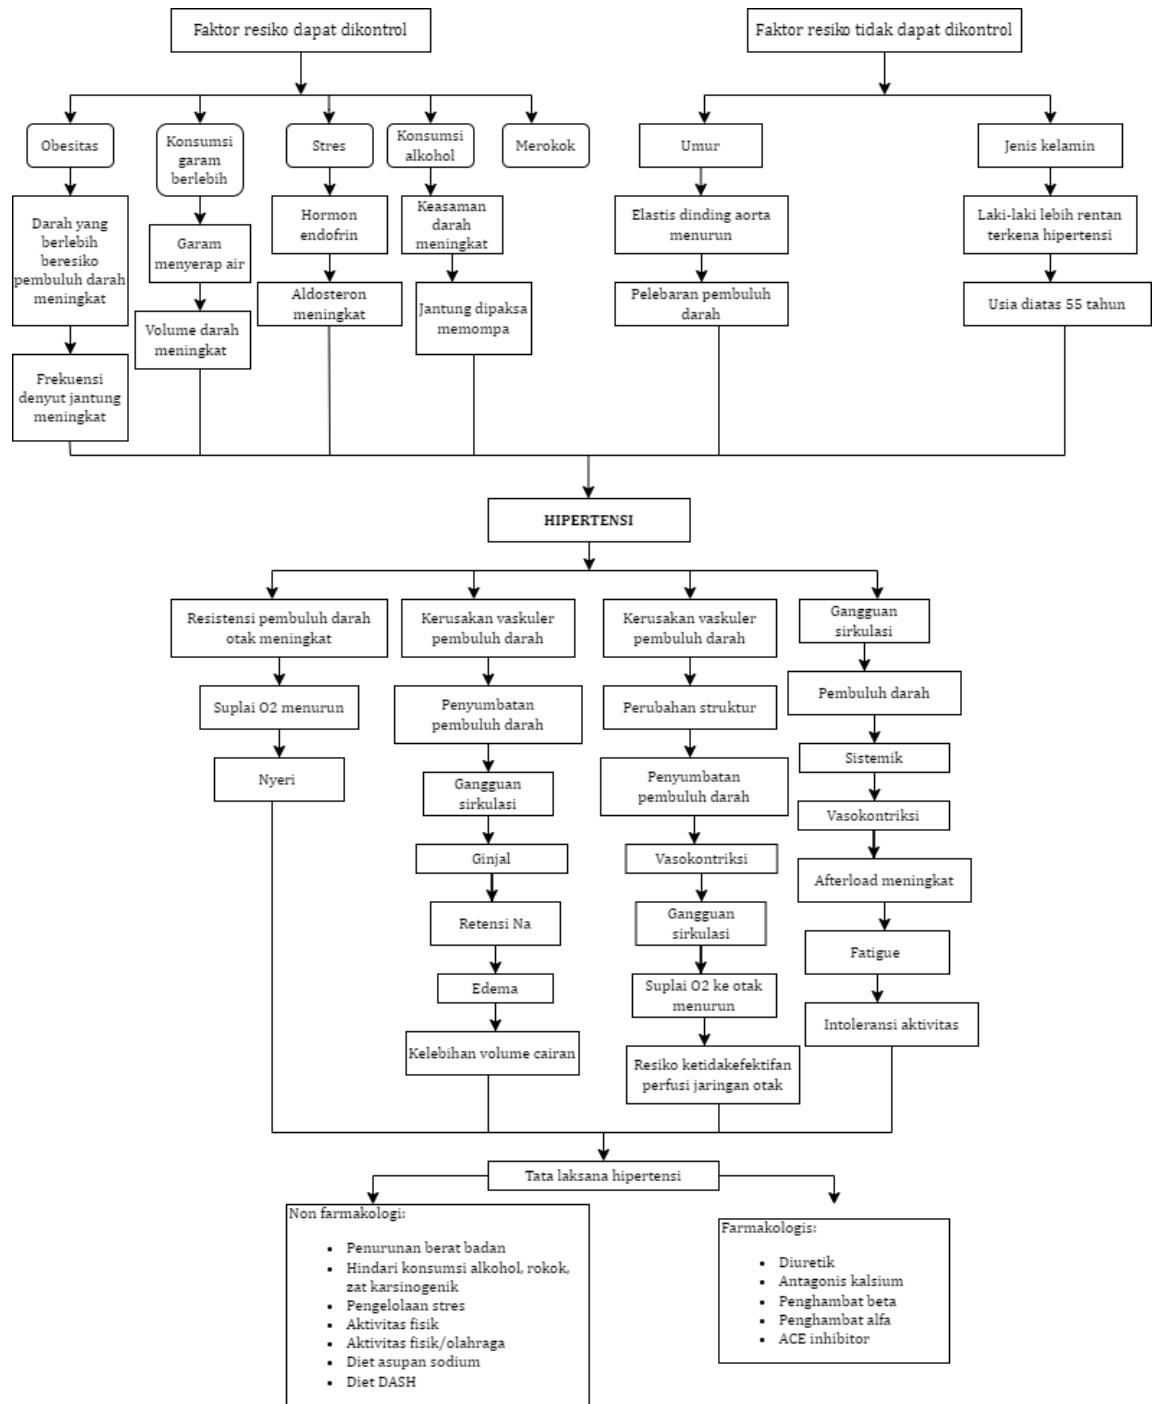 Faktor resiko dapat dikontrol
Faktor resiko tidak dapat dikontrol
Obesitas
Konsumsi
garam
berlebih
Stres
Konsumsi
alkohol
Merokok
Umur
Jenis kelamin
Darah yang
berlebih
beresiko
pembuluh darah
meningkat
Garam
menyerap air
Hormon
endofrin
Keasaman
darah
meningkat
Elastis dinding aorta
menurun
Laki-laki lebih rentan
terkena hipertensi
Volume darah
meningkat
Aldosteron
meningkat
Jantung dipaksa
memompa
Pelebaran pembuluh
darah
Usia diatas 55 tahun
Frekuensi
denyut jantung
meningkat
HIPERTENSI
Resistensi pembuluh darah
otak meningkat
Suplai O2 menurun
Nyeri
Kerusakan vaskuler
pembuluh darah
Penyumbatan
pembuluh darah
Gangguan
sirkulasi
Ginjal
Retensi Na
Edema
Kelebihan volume cairan
Kerusakan vaskuler
pembuluh darah
Perubahan struktur
Penyumbatan
pembuluh darah
Vasokontriksi
Gangguan
sirkulasi
Suplai O2 ke otak
menurun
Resiko ketidakefektifan
perfusi jaringan otak
Gangguan
sirkulasi
Pembuluh darah
Sistemik
Vasokontriksi
Afterload meningkat
Fatigue
Intoleransi aktivitas
Tata laksana hipertensi
Non farmakologi:
• Penurunan berat badan
• Hindari konsumsi alkohol, rokok,
zat karsinogenik
• Pengelolaan stres
• Aktivitas fisik
• Aktivitas fisik/olahraga
• Diet asupan sodium
• Diet DASH
Farmakologis:
• Diuretik
• Antagonis kalsium
• Penghambat beta
• Penghambat alfa
• ACE inhibitor